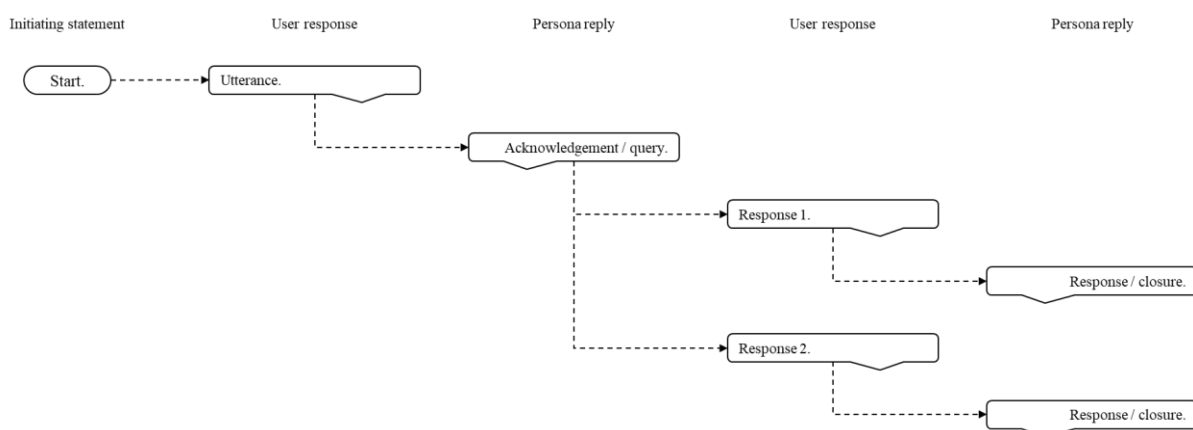 Initiating statement
User response
Persona reply
User response
Persona reply
Start.
Utterance.
Acknowledgement / query.
Response 1.
Response / closure.
Response 2.
Response / closure.